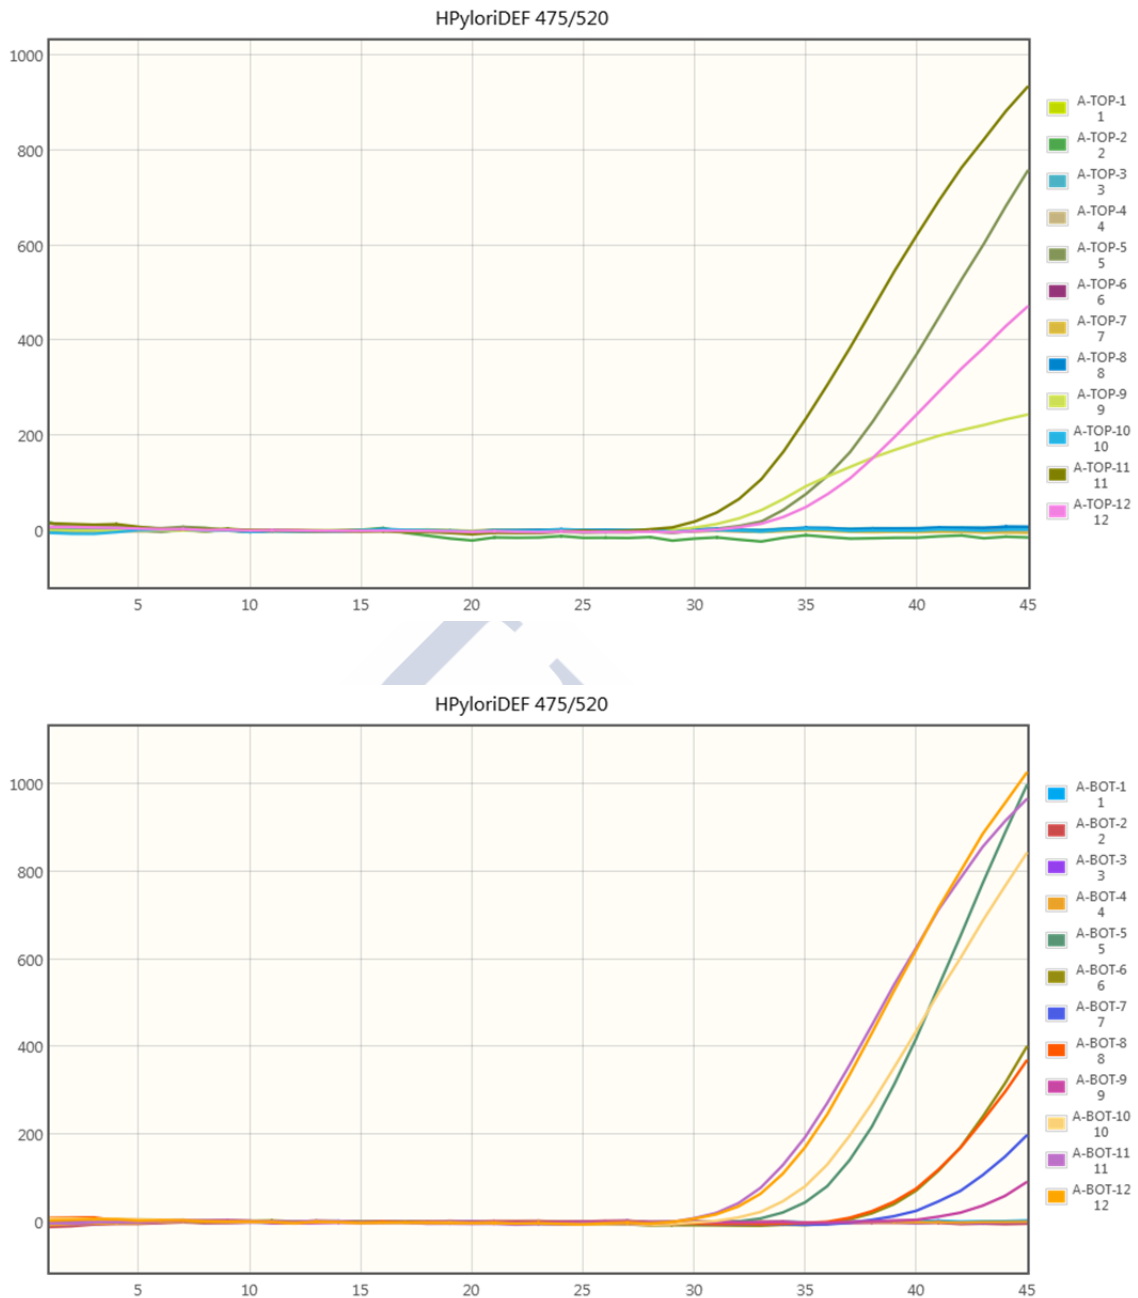 HPyloriDEF 475/520
1000
800
600
400
200
0
5 10 15 20 25 30 35 40 45
A-TOP-1
1
A-TOP-2
2
A-TOP-3
3
A-TOP-4
4
A-TOP-5
5
A-TOP-6
6
A-TOP-7
7
A-TOP-8
8
A-TOP-9
9
A-TOP-10
10
A-TOP-11
11
A-TOP-12
12
HPyloriDEF 475/520
1000
800
600
400
200
0
5 10 15 20 25 30 35 40 45
A-BOT-1
1
A-BOT-2
2
A-BOT-3
3
A-BOT-4
4
A-BOT-5
5
A-BOT-6
6
A-BOT-7
7
A-BOT-8
8
A-BOT-9
9
A-BOT-10
10
A-BOT-11
11
A-BOT-12
12